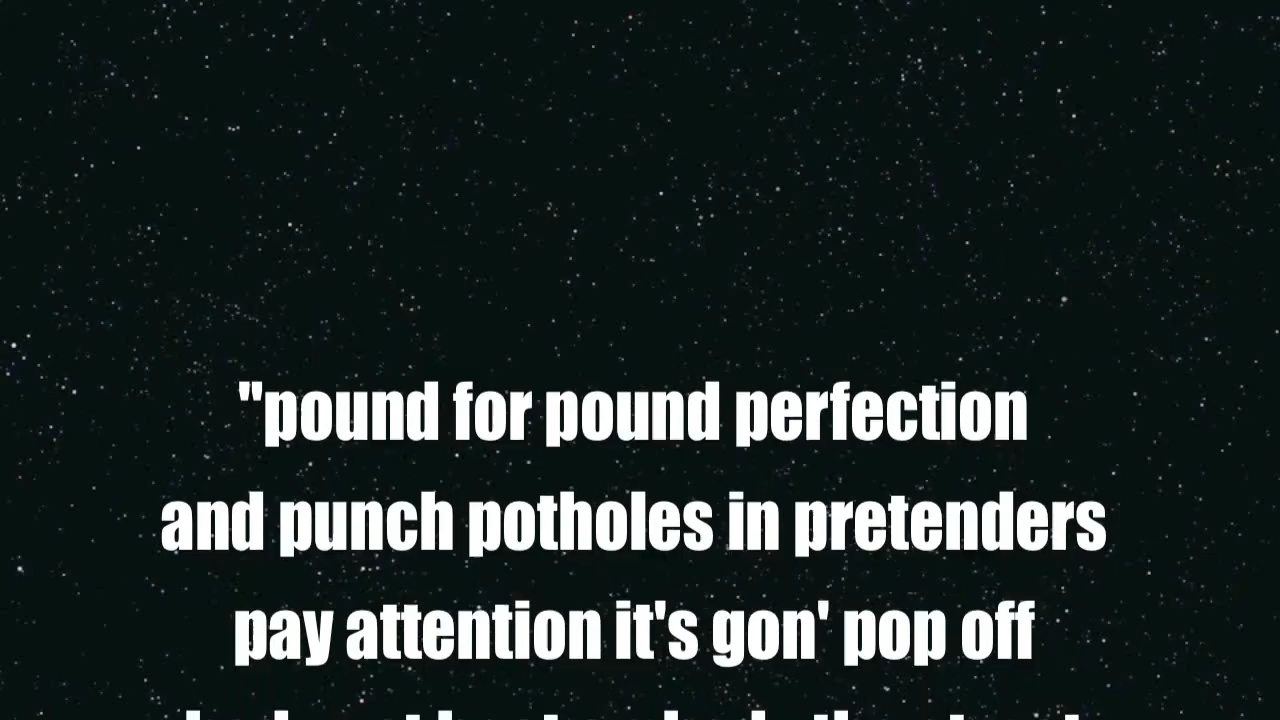 "pound for pound perfection
and punch potholes in pretenders
pay attention it's gon' pop off